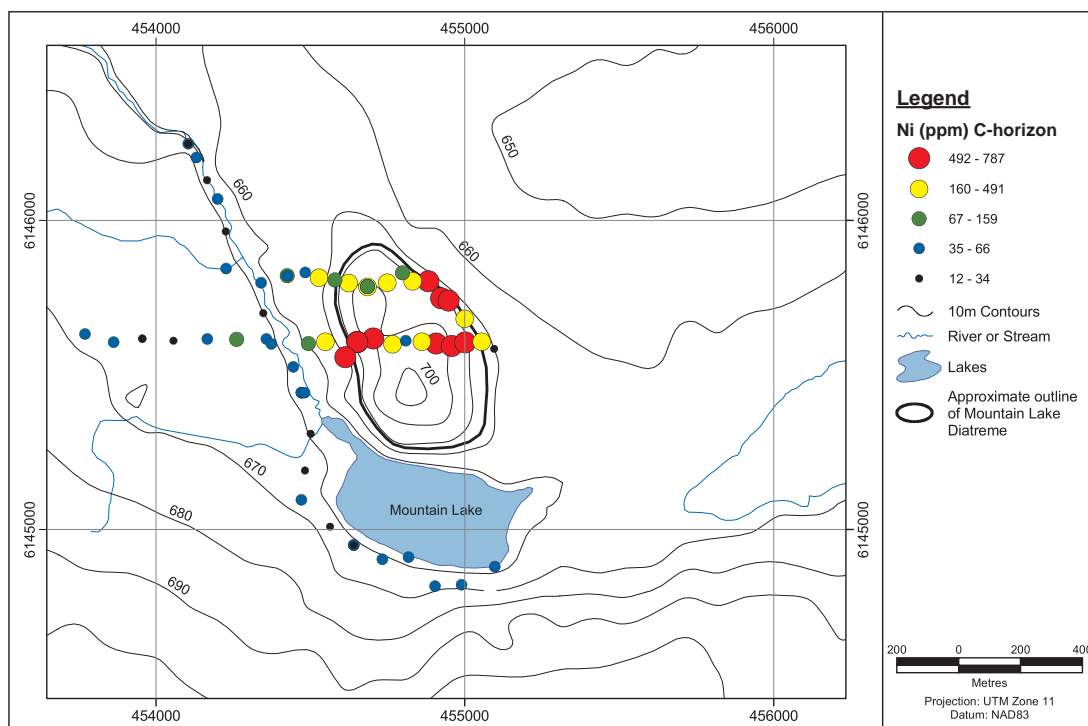 454000
455000
456000
6146000
6145000
650
660
660
700
670
680
690
Mountain Lake
6146000
6145000
454000
455000
456000
Legend
Ni (ppm) C-horizon
492 - 787
160 - 491
67 - 159
35 - 66
12 - 34
10m Contours
River or Stream
Lakes
Approximate outline
of Mountain Lake
Diatreme
200 0 200 400
Metres
Projection: UTM Zone 11
Datum: NAD83